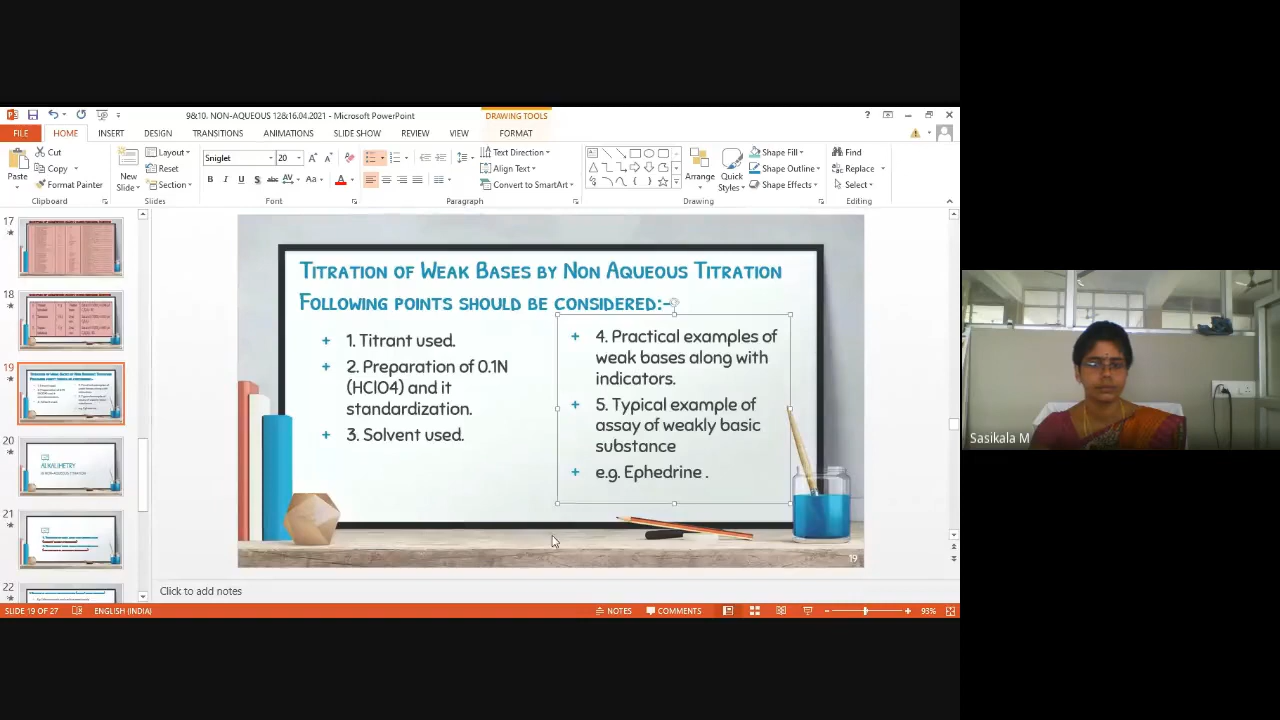 9&10. NON-AQUEOUS 12&16.04.2021 - Microsoft PowerPoint
DRAWING TOOLS
FILE HOME INSERT DESIGN TRANSITIONS ANIMATIONS SLIDE SHOW REVIEW VIEW FORMAT
Paste
Cut
Copy
Format Painter
Clipboard
New
Slide
Layout
Reset
Section
Slides
Sniglet 20
Font
Text Direction
Align Text
Convert to SmartArt
Paragraph
Arrange
Quick
Styles
Shape Fill
Shape Outline
Shape Effects
Drawing
Find
Replace
Select
Editing
17
18
19
20
ALKALIMETRY
21
22
Titration of Weak Bases by Non Aqueous Titration
Following points should be considered:-
+ 1. Titrant used.
+ 2. Preparation of 0.1N
(HClO4) and it
standardization.
+ 3. Solvent used.
+ 4. Practical examples of
weak bases along with
indicators.
+ 5. Typical example of
assay of weakly basic
substance
+ e.g. Ephedrine .
19
Click to add notes
SLIDE 19 OF 27 ENGLISH (INDIA) NOTES COMMENTS 93%
Sasikala M